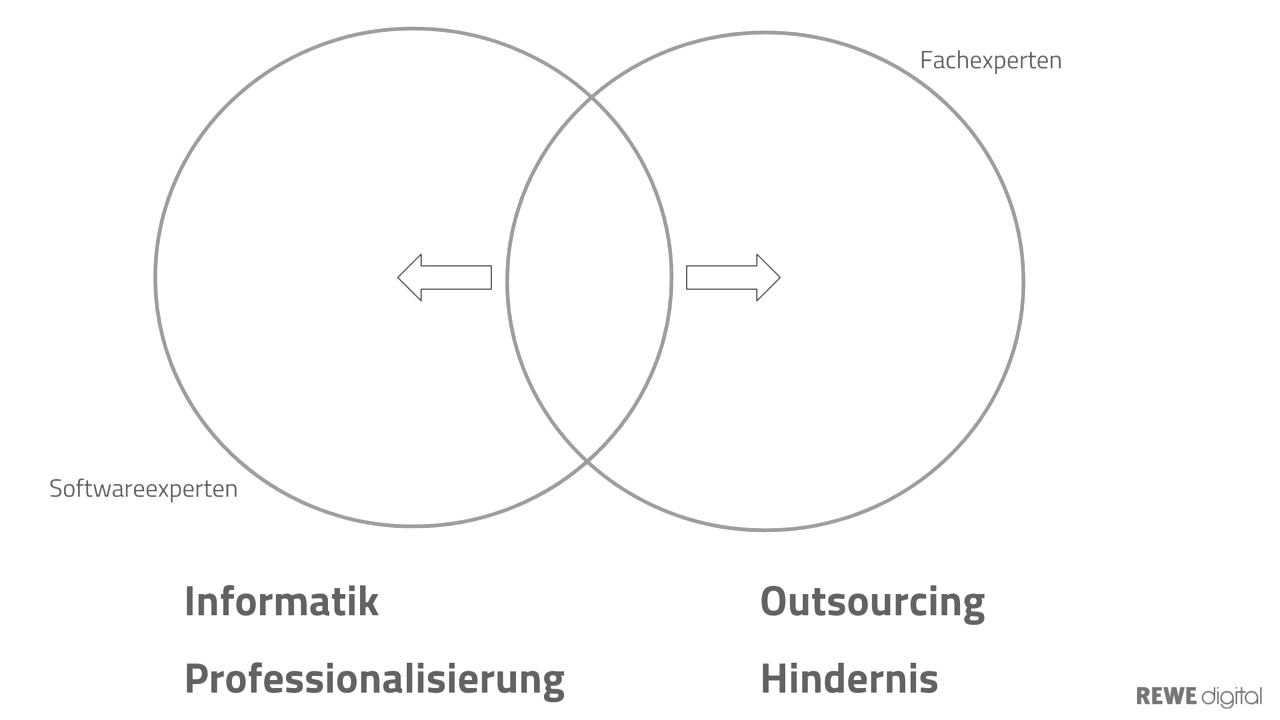 Fachexperten
Softwareexperten
Informatik
Outsourcing
Professionalisierung
Hindernis
REWE digital